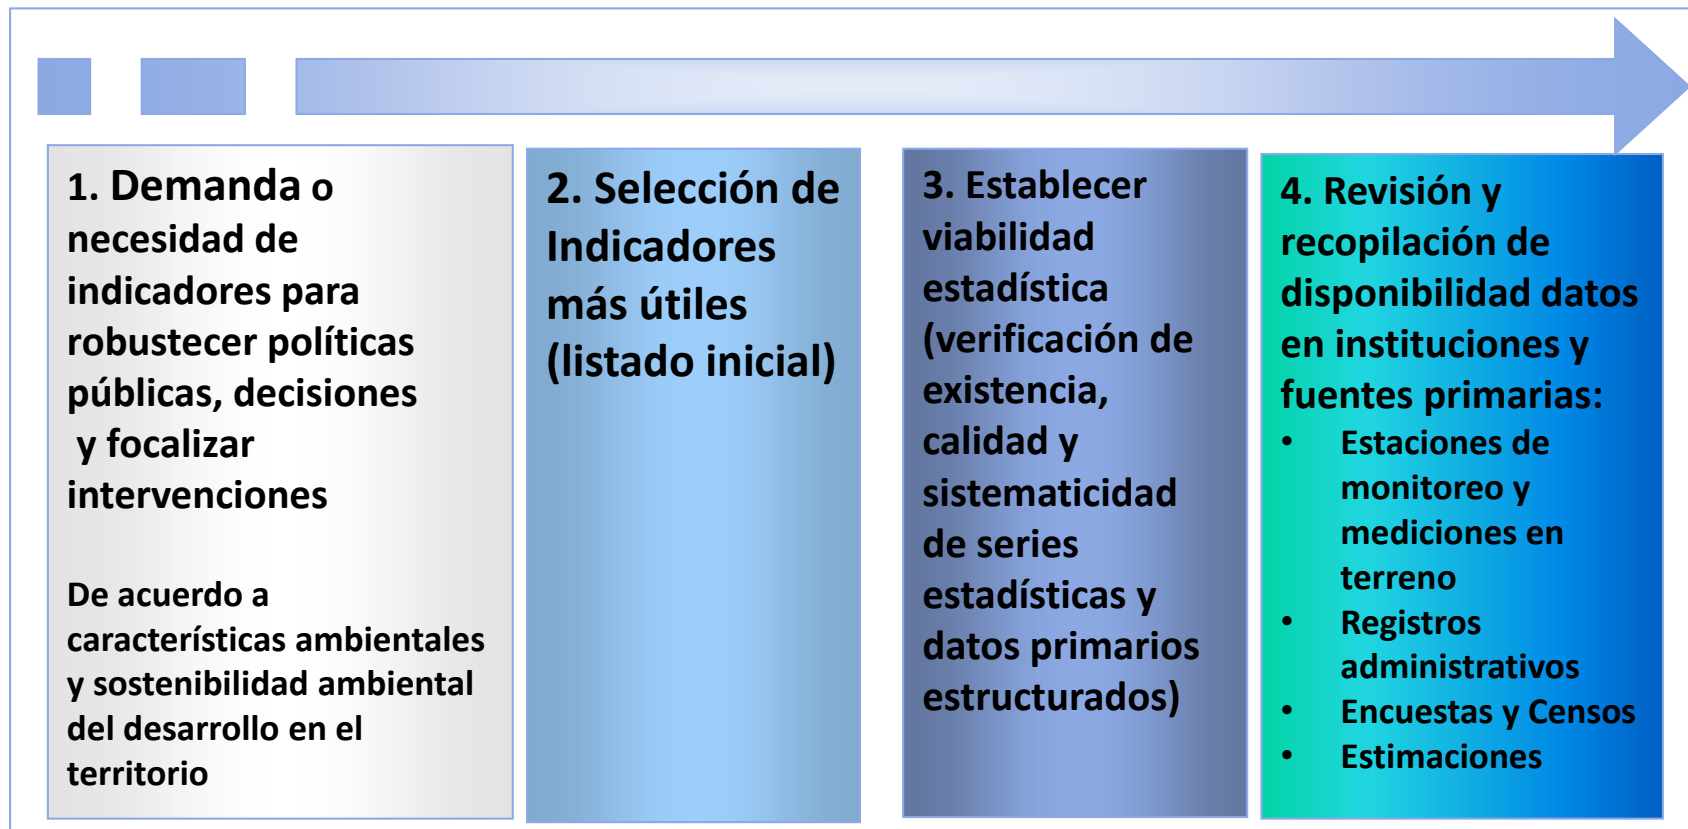 1. Demanda o
necesidad de
indicadores para
robustecer políticas
públicas, decisiones
y focalizar
intervenciones
De acuerdo a
características ambientales
y sostenibilidad ambiental
del desarrollo en el
territorio
2. Selección de
Indicadores
más útiles
(listado inicial)
3. Establecer
viabilidad
estadística
(verificación de
existencia,
calidad y
sistematicidad
de series
estadísticas y
datos primarios
estructurados)
4. Revisión y
recopilación de
disponibilidad datos
en instituciones y
fuentes primarias:
• Estaciones de
monitoreo y
mediciones en
terreno
• Registros
administrativos
• Encuestas y Censos
• Estimaciones